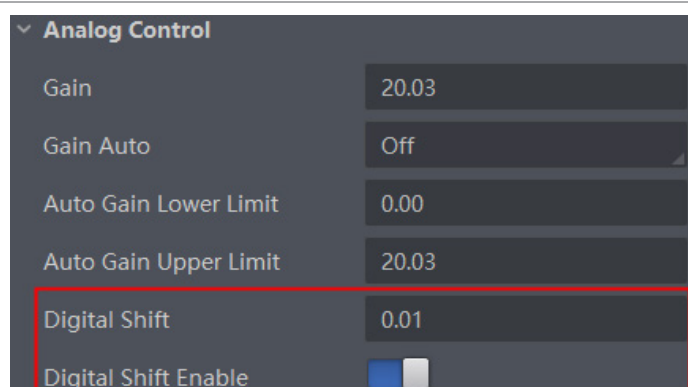 Analog Control
Gain 20.03
Gain Auto Off
Auto Gain Lower Limit 0.00
Auto Gain Upper Limit 20.03
Digital Shift 0.01
Digital Shift Enable